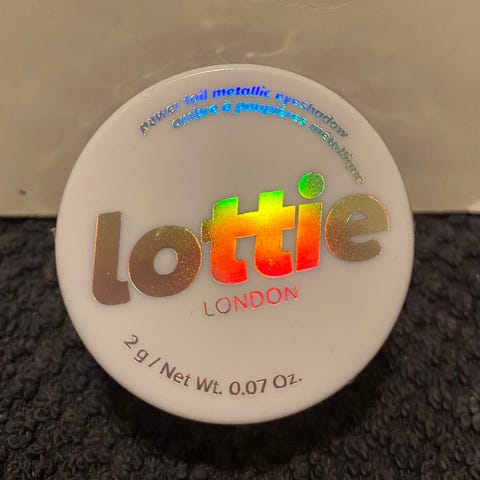 power foil metallic eyeshadow
ombre à paupières métallique
lottie
LONDON
2 g / Net Wt. 0.07 Oz.